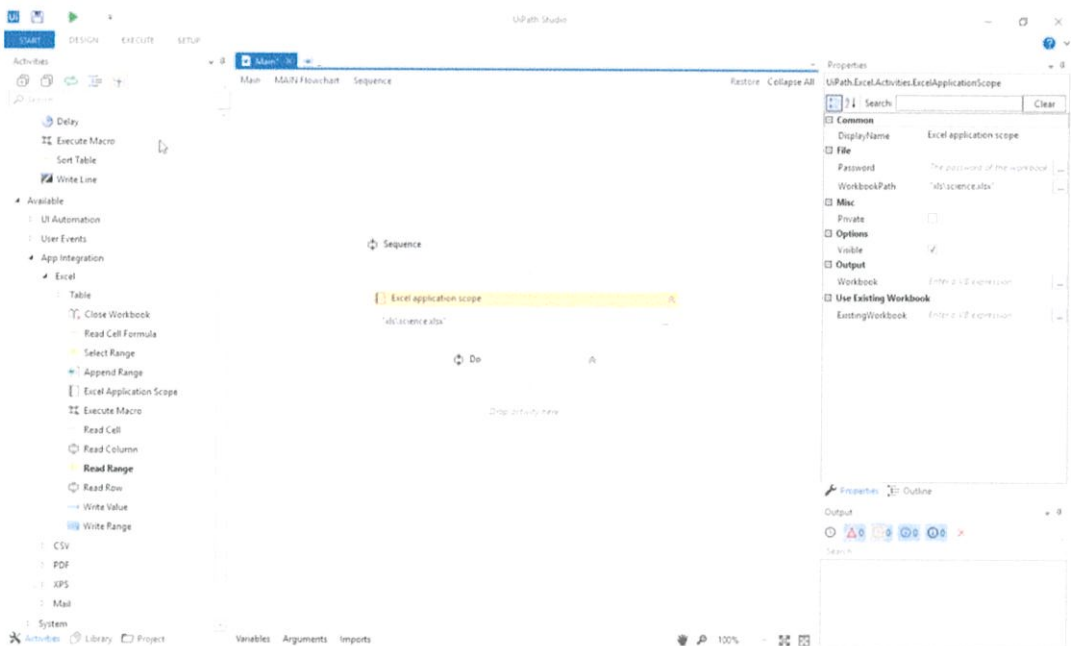 Ui
UiPath Studio
START DESIGN EXECUTE SETUP
Activities
Search
Delay
Execute Macro
Sort Table
Write Line
Available
UI Automation
User Events
App Integration
Excel
Table
Close Workbook
Read Cell Formula
Select Range
Append Range
Excel Application Scope
Execute Macro
Read Cell
Read Column
Read Range
Read Row
Write Value
Write Range
CSV
PDF
XPS
Mail
System
Activities Library Project
Main*
Main MAIN Flowchart Sequence Restore Collapse All
Sequence
Excel application scope
"xls\science.xlsx"
Do
Drop activity here
Variables Arguments Imports 100%
Properties
UiPath.Excel.Activities.ExcelApplicationScope
Search: Clear
Common
DisplayName Excel application scope
File
Password The password of the workbook
WorkbookPath "xls\science.xlsx"
Misc
Private
Options
Visible
Output
Workbook Enter a VB expression
Use Existing Workbook
ExistingWorkbook Enter a VB expression
Properties Outline
Output
0 0 0 0
Search